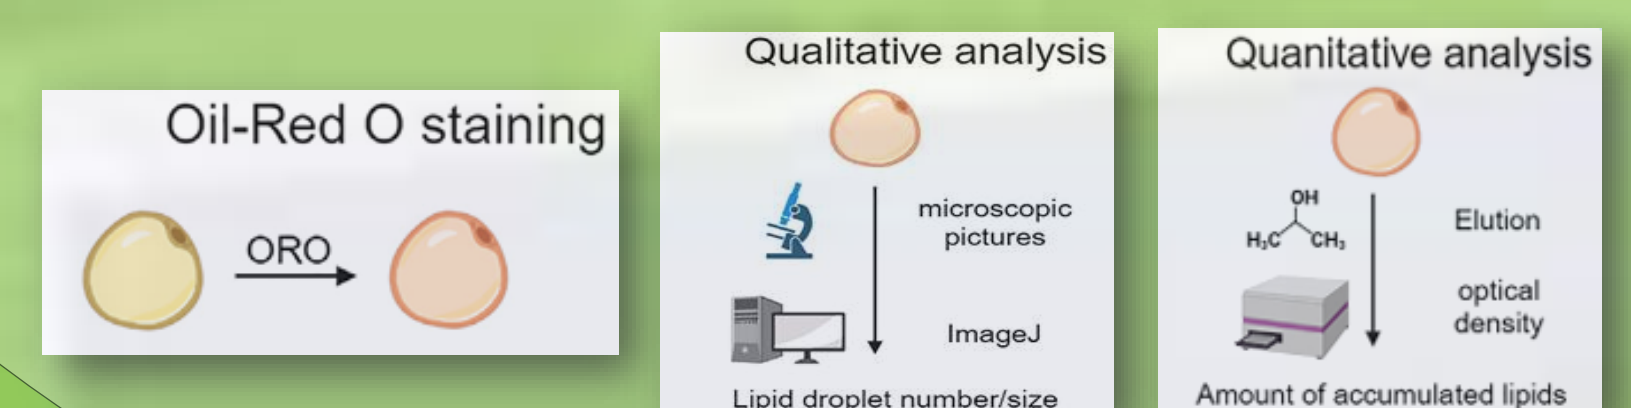 Oil-Red O staining
ORO
Qualitative analysis
microscopic
pictures
ImageJ
Lipid droplet number/size
Quanitative analysis
OH
H₃C
CH₃
Elution
optical
density
Amount of accumulated lipids